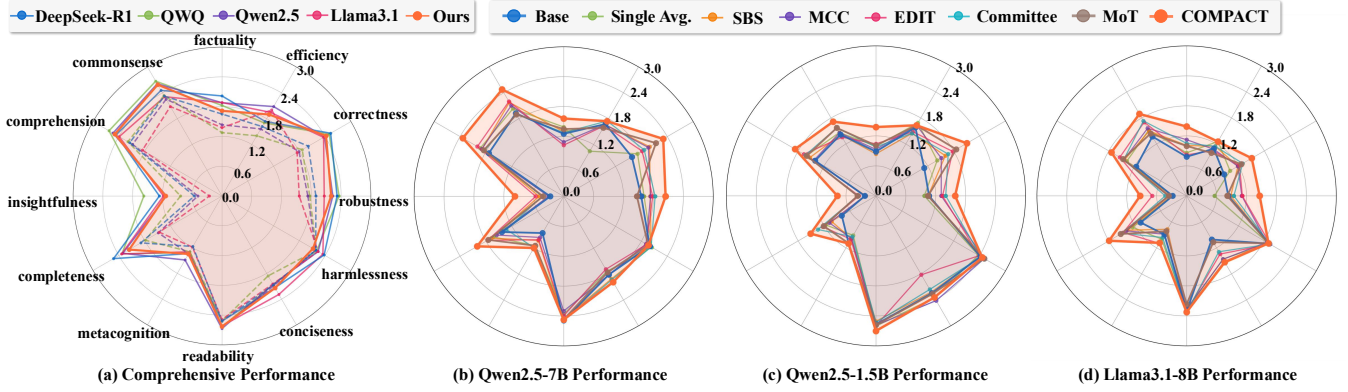 DeepSeek-R1 QWQ Qwen2.5 Llama3.1 Ours
Base Single Avg. SBS MCC EDIT Committee MoT COMPACT
factuality
efficiency
commonsense
correctness
comprehension
robustness
insightfulness
harmlessness
completeness
conciseness
metacognition
readability
3.0
2.4
1.8
1.2
0.6
0.0
3.0
2.4
1.8
1.2
0.6
0.0
3.0
2.4
1.8
1.2
0.6
0.0
3.0
2.4
1.8
1.2
0.6
0.0
(a) Comprehensive Performance
(b) Qwen2.5-7B Performance
(c) Qwen2.5-1.5B Performance
(d) Llama3.1-8B Performance